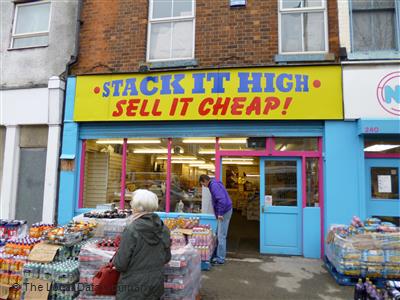 • STACK IT HIGH •
SELL IT CHEAP!
N
240
© The Local Data Company